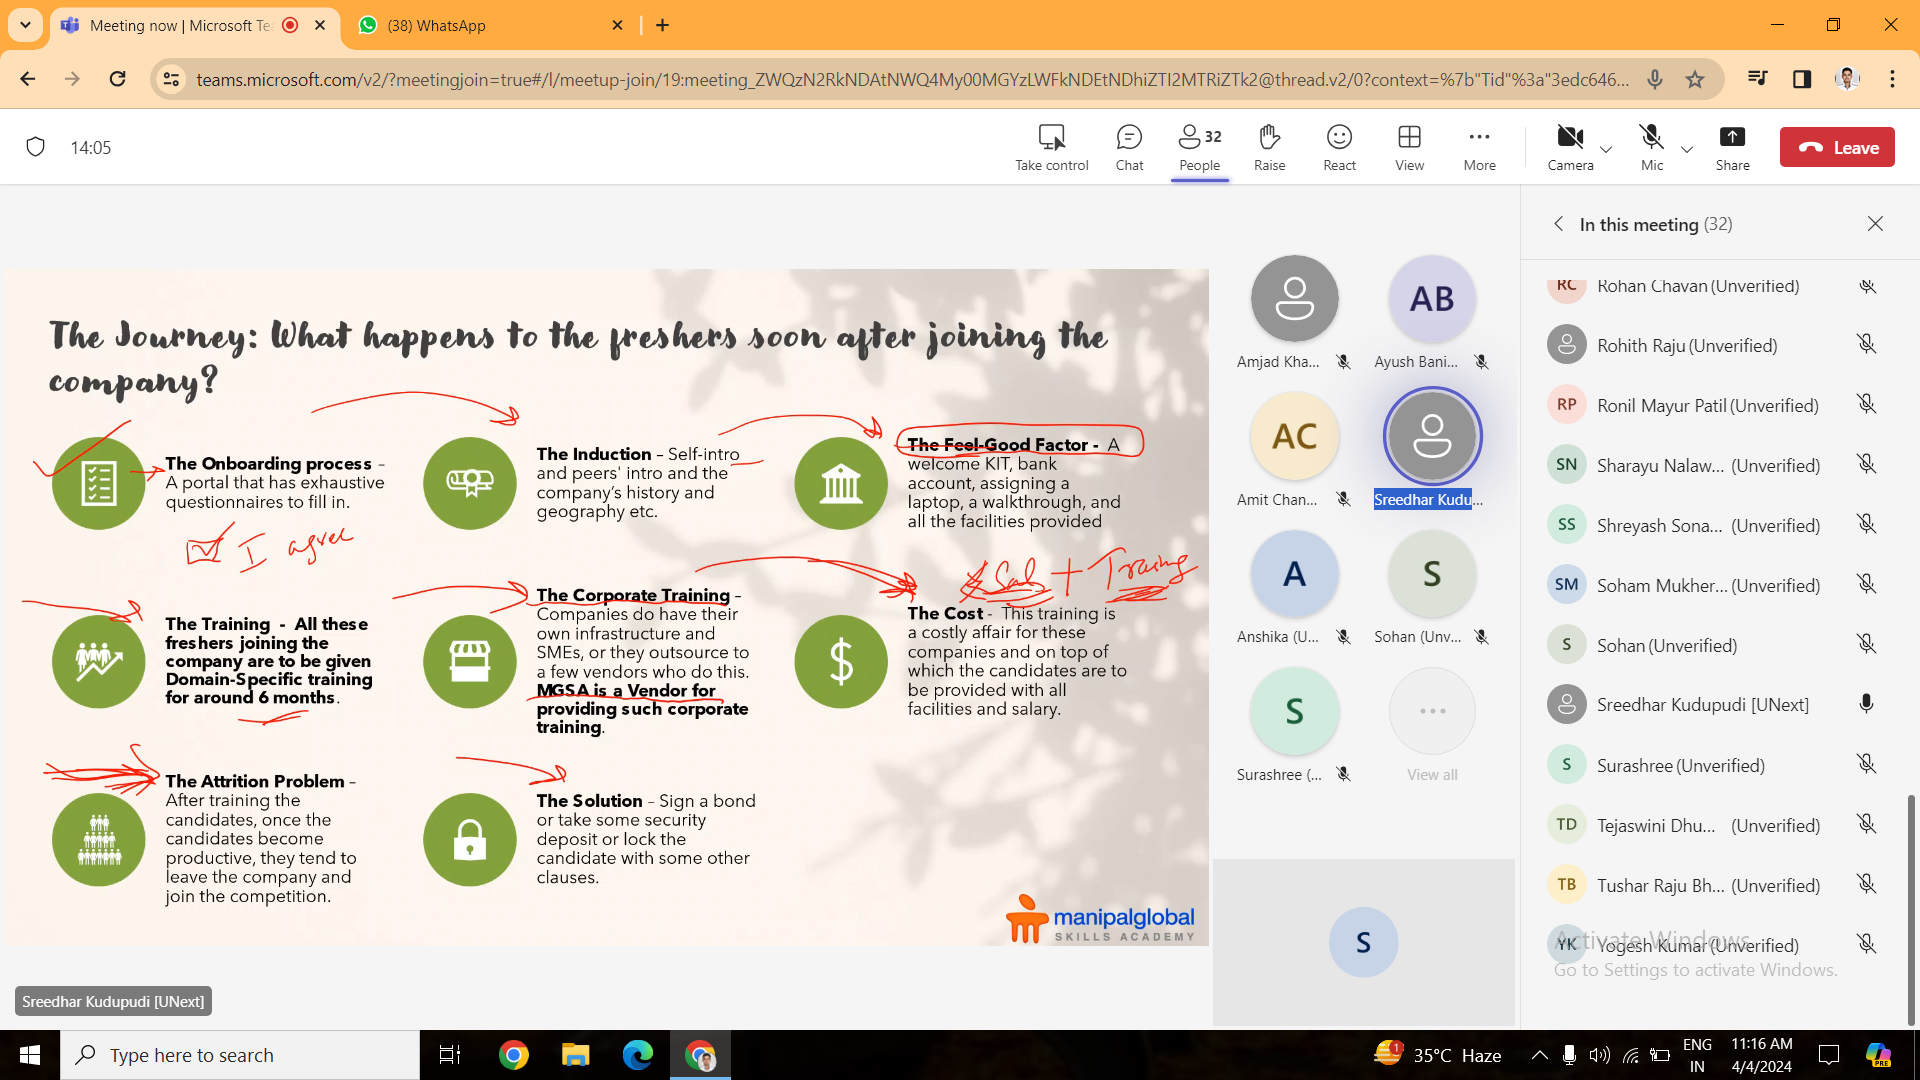 Meeting now | Microsoft Te
(38) WhatsApp
teams.microsoft.com/v2/?meetingjoin=true#/l/meetup-join/19:meeting_ZWQzN2RkNDAtNWQ4My00MGYzLWFkNDEtNDhiZTI2MTRiZTk2@thread.v2/0?context=%7b"Tid"%3a"3edc646...
14:05
Take control
Chat
32
People
Raise
React
View
More
Camera
Mic
Share
Leave
The Journey: What happens to the freshers soon after joining the
company?
The Onboarding process –
A portal that has exhaustive
questionnaires to fill in.
I agree
The Induction – Self-intro
and peers' intro and the
company's history and
geography etc.
The Feel-Good Factor - A
welcome KIT, bank
account, assigning a
laptop, a walkthrough, and
all the facilities provided
The Training - All these
freshers joining the
company are to be given
Domain-Specific training
for around 6 months.
The Corporate Training –
Companies do have their
own infrastructure and
SMEs, or they outsource to
a few vendors who do this.
MGSA is a Vendor for
providing such corporate
training.
+ Training
The Cost - This training is
a costly affair for these
companies and on top of
which the candidates are to
be provided with all
facilities and salary.
The Attrition Problem –
After training the
candidates, once the
candidates become
productive, they tend to
leave the company and
join the competition.
The Solution – Sign a bond
or take some security
deposit or lock the
candidate with some other
clauses.
manipalglobal
SKILLS ACADEMY
Sreedhar Kudupudi [UNext]
Amjad Kha...
AB
Ayush Bani...
AC
Amit Chan...
Sreedhar Kudu...
A
Anshika (U...
S
Sohan (Unv...
S
Surashree (...
View all
S
In this meeting (32)
RC Rohan Chavan (Unverified)
Rohith Raju (Unverified)
RP Ronil Mayur Patil (Unverified)
SN Sharayu Nalaw... (Unverified)
SS Shreyash Sona... (Unverified)
SM Soham Mukher... (Unverified)
S Sohan (Unverified)
Sreedhar Kudupudi [UNext]
S Surashree (Unverified)
TD Tejaswini Dhu... (Unverified)
TB Tushar Raju Bh... (Unverified)
YK Yogesh Kumar (Unverified)
Activate Windows
Go to Settings to activate Windows.
Type here to search
1
35°C Haze
ENG
IN
11:16 AM
4/4/2024
PRE